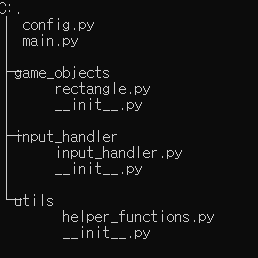 C:.
config.py
main.py
game_objects
rectangle.py
__init__.py
input_handler
input_handler.py
__init__.py
utils
helper_functions.py
__init__.py